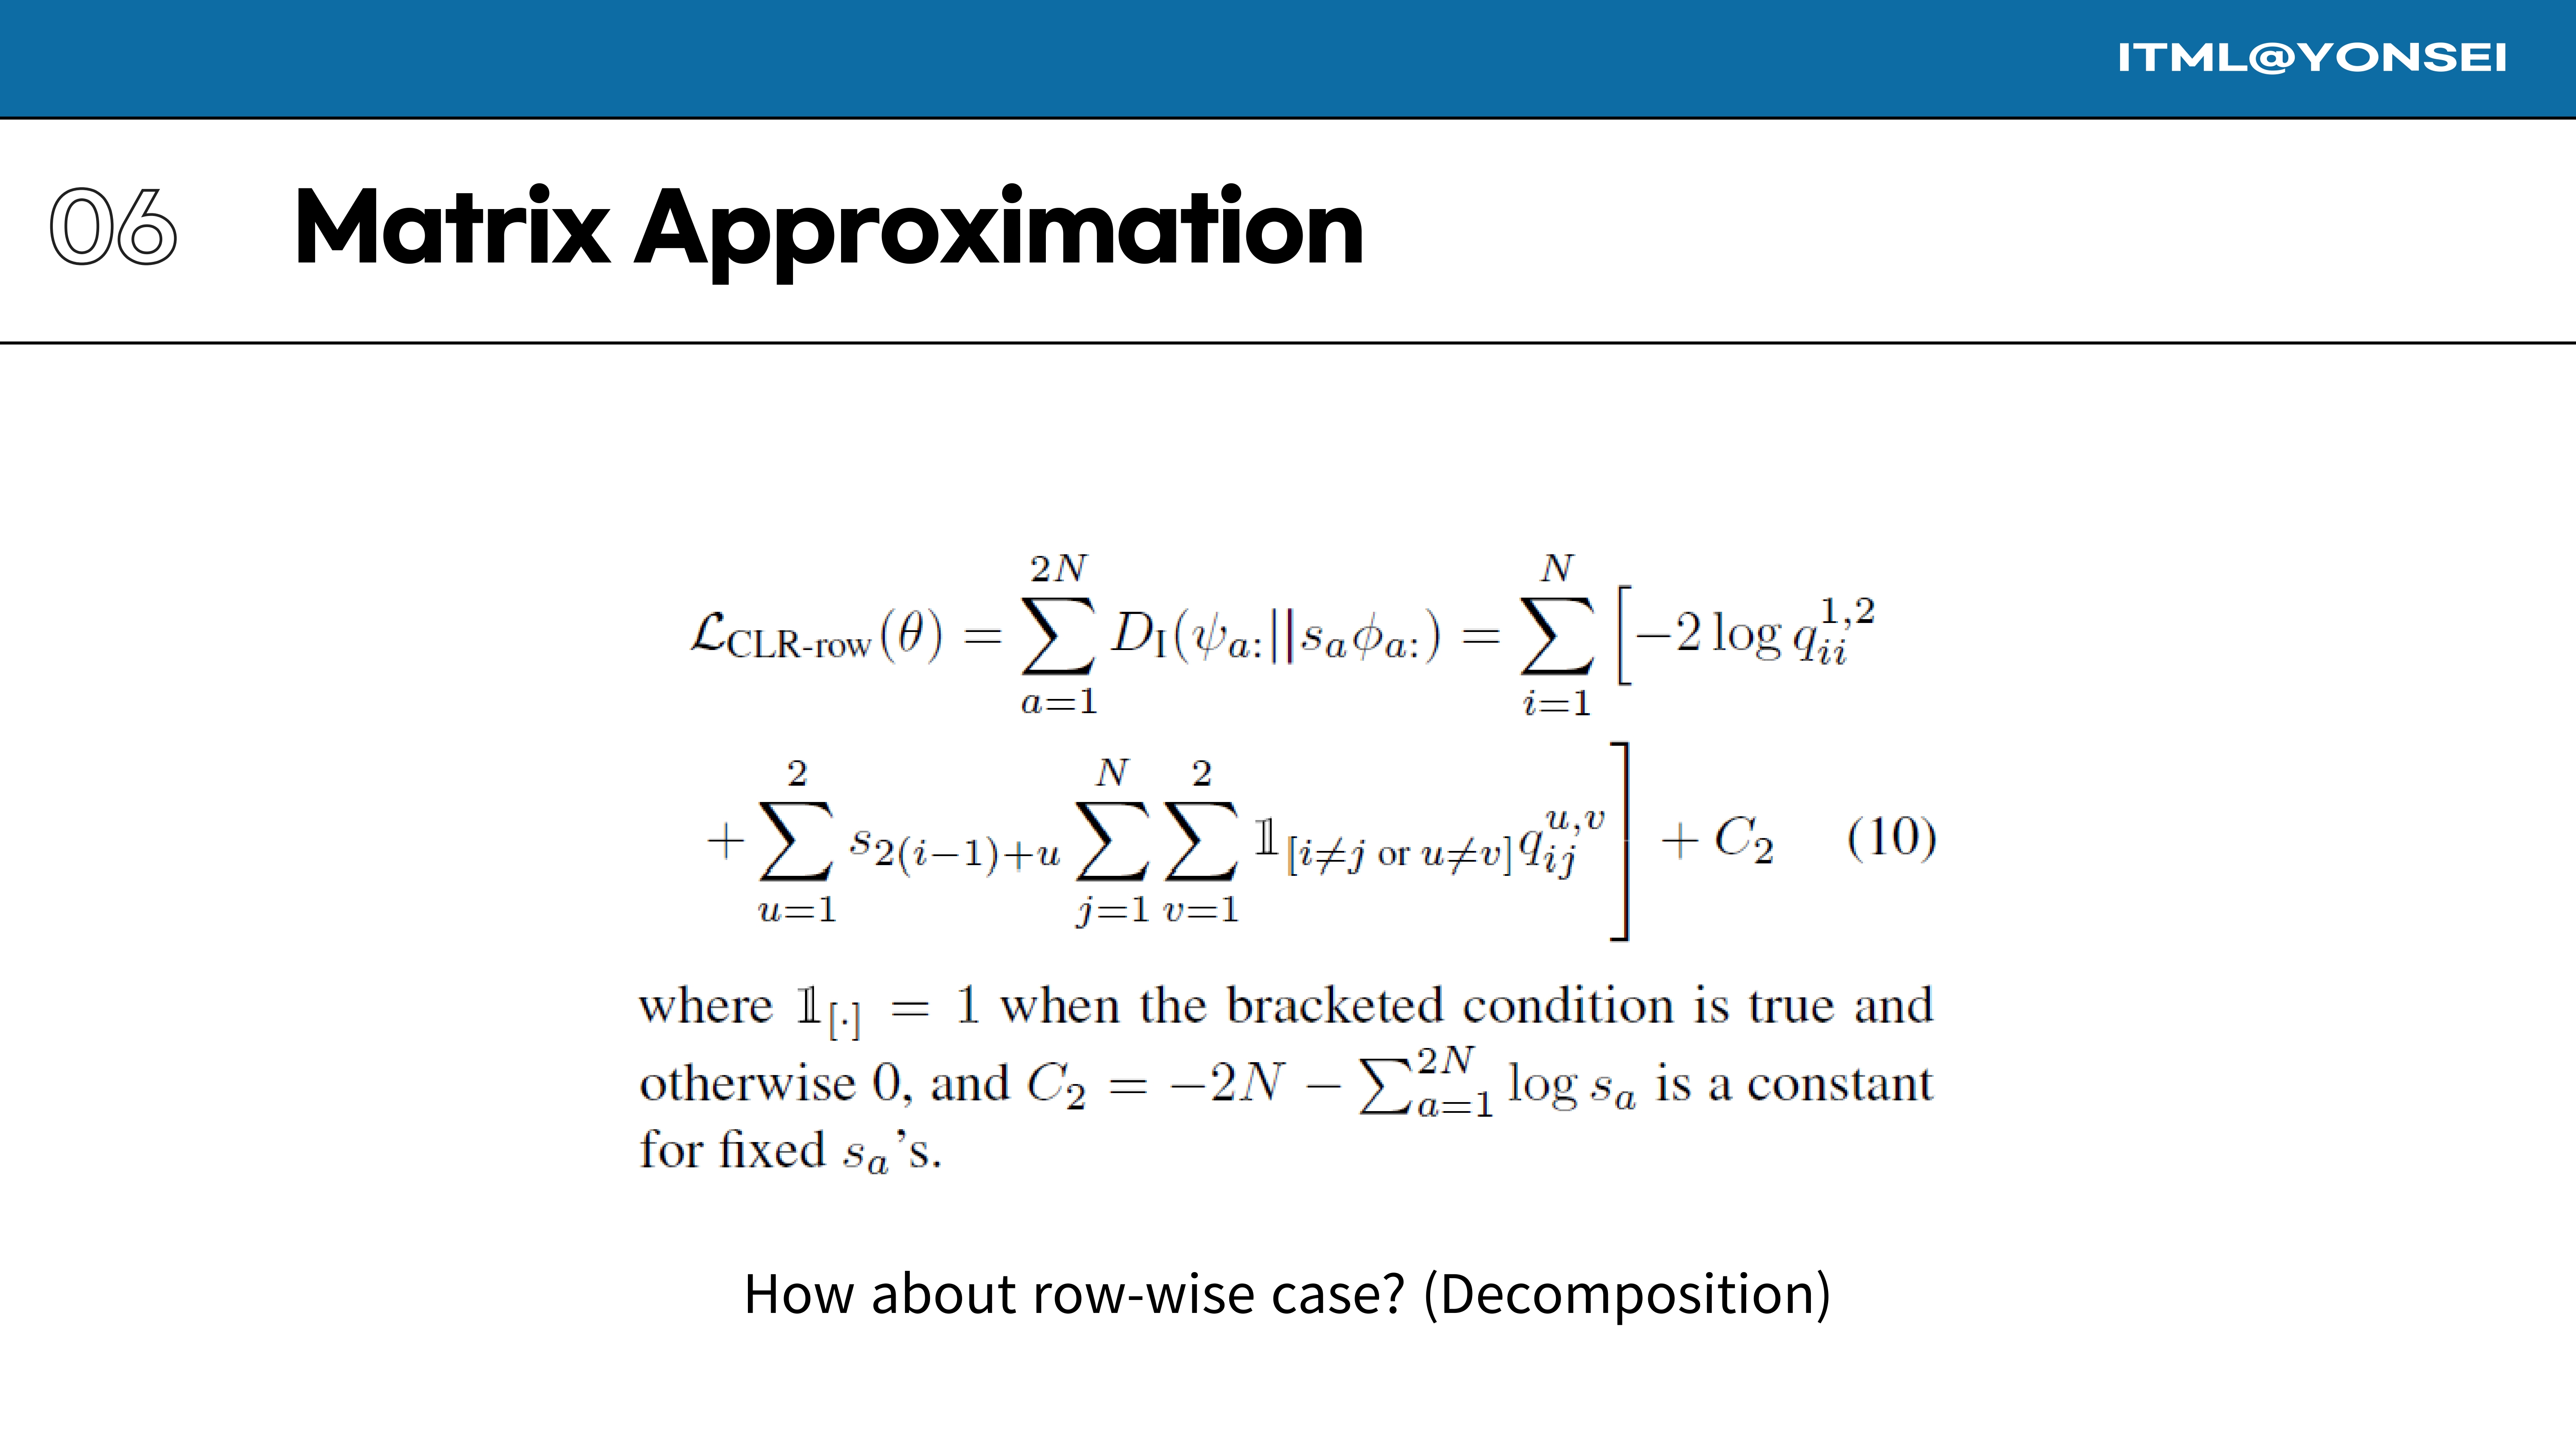 ITML@YONSEI
06 Matrix Approximation
$\mathcal{L}_{\text{CLR-row}}(\theta) = \sum_{a=1}^{2N} D_{\mathrm{I}}(\psi_{a:}||s_a\phi_{a:}) = \sum_{i=1}^{N} \Big[ -2\log q_{ii}^{1,2}$
$+ \sum_{u=1}^{2} s_{2(i-1)+u} \sum_{j=1}^{N} \sum_{v=1}^{2} \mathbb{1}_{[i \neq j \text{ or } u \neq v]} q_{ij}^{u,v} \Big] + C_2 \quad (10)$
where $\mathbb{1}_{[\cdot]} = 1$ when the bracketed condition is true and
otherwise 0, and $C_2 = -2N - \sum_{a=1}^{2N} \log s_a$ is a constant
for fixed $s_a$'s.
How about row-wise case? (Decomposition)